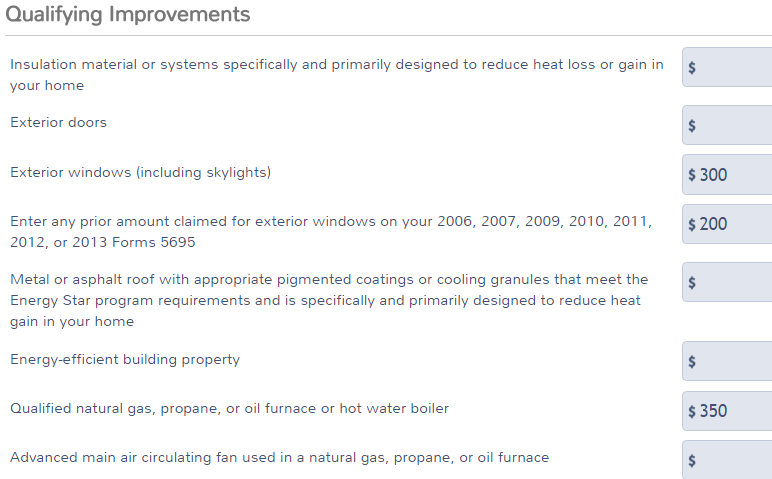 Qualifying Improvements
Insulation material or systems specifically and primarily designed to reduce heat loss or gain in
your home
$
Exterior doors
$
Exterior windows (including skylights)
$ 300
Enter any prior amount claimed for exterior windows on your 2006, 2007, 2009, 2010, 2011,
2012, or 2013 Forms 5695
$ 200
Metal or asphalt roof with appropriate pigmented coatings or cooling granules that meet the
Energy Star program requirements and is specifically and primarily designed to reduce heat
gain in your home
$
Energy-efficient building property
$
Qualified natural gas, propane, or oil furnace or hot water boiler
$ 350
Advanced main air circulating fan used in a natural gas, propane, or oil furnace
$